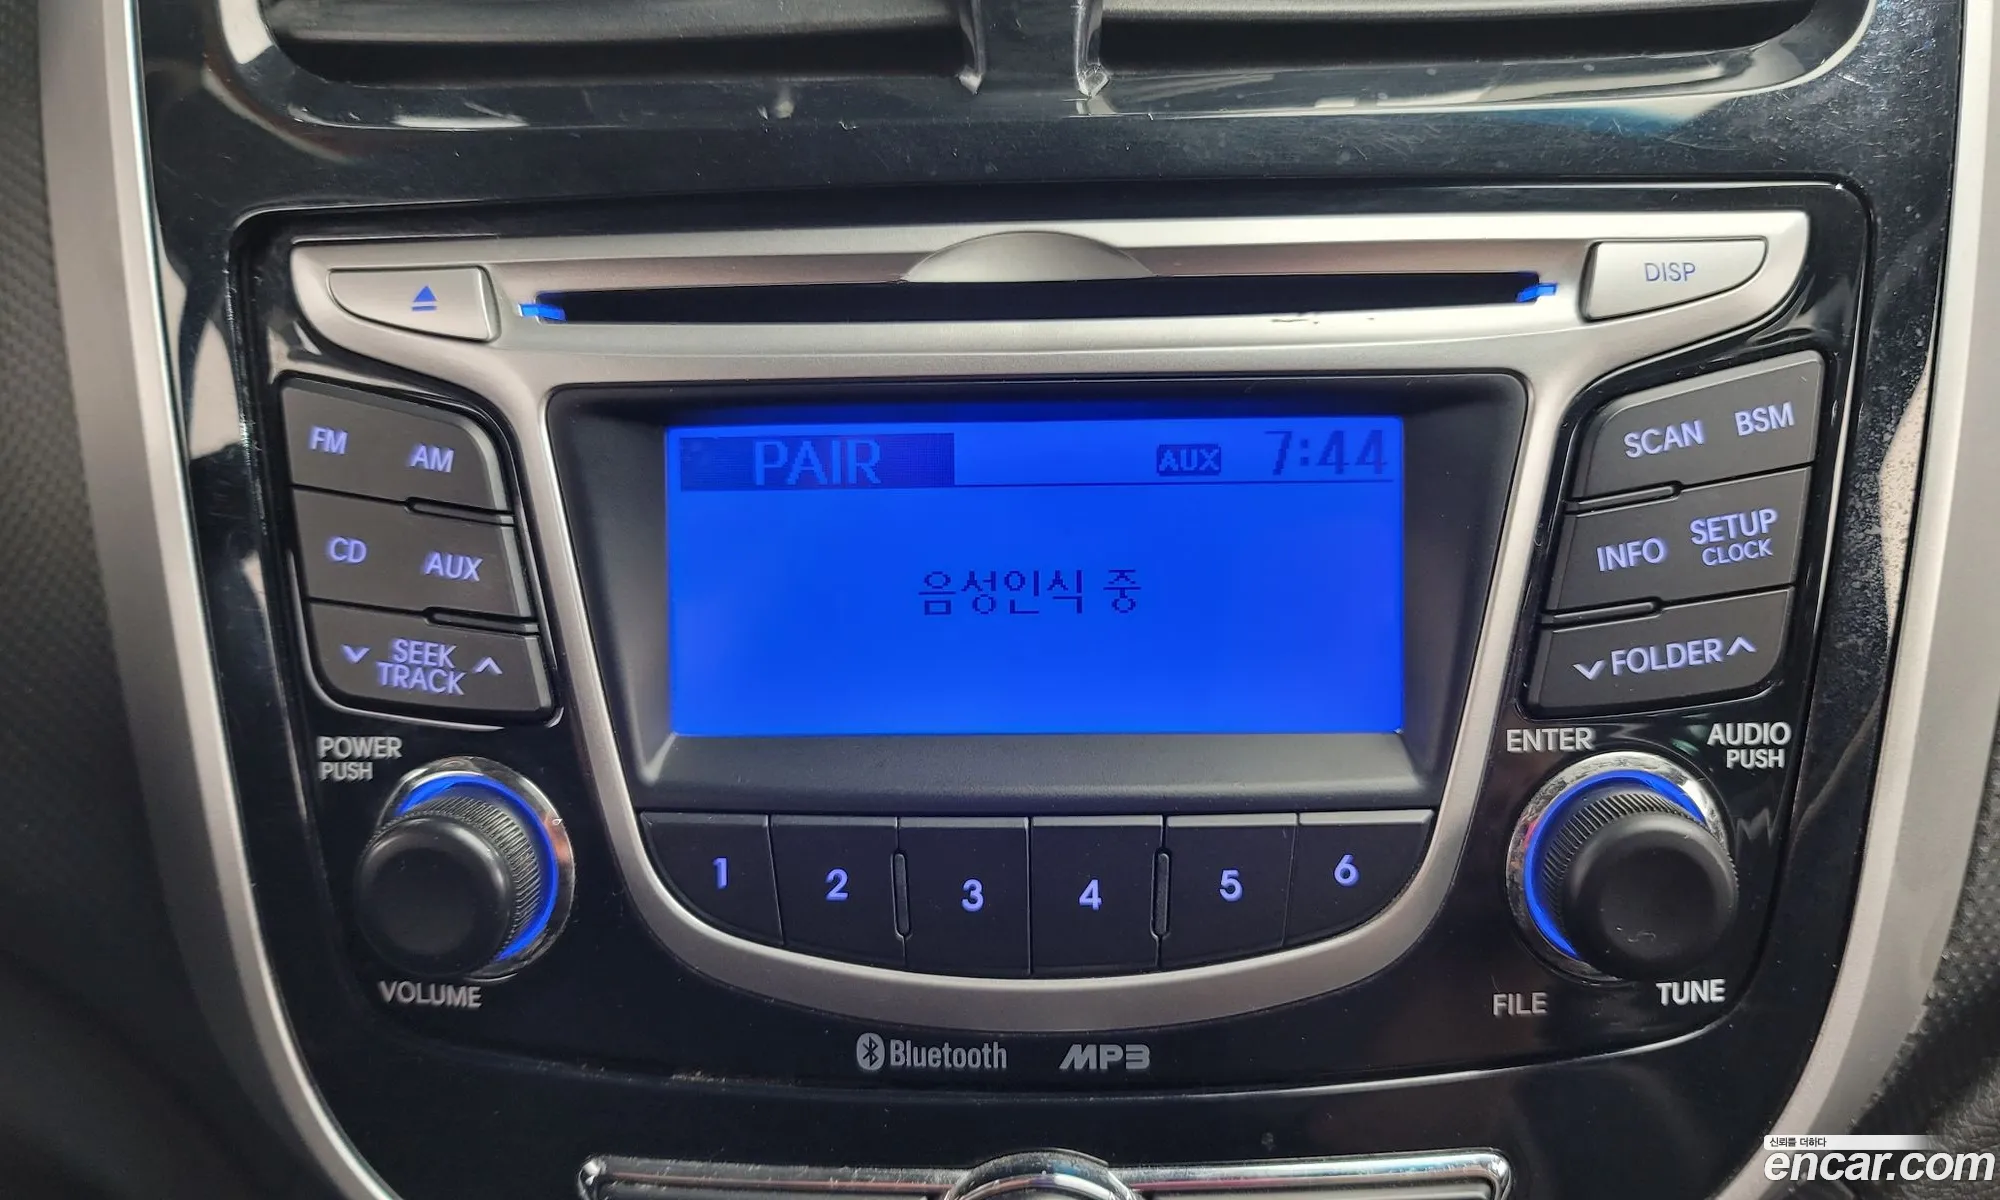 DISP
FM AM
CD AUX
SEEK
TRACK
PAIR AUX 7:44
음성인식 중
SCAN BSM
INFO SETUP
CLOCK
FOLDER
POWER
PUSH
VOLUME
1 2 3 4 5 6
ENTER AUDIO
PUSH
FILE TUNE
Bluetooth MP3
신뢰를 더하다
encar.com